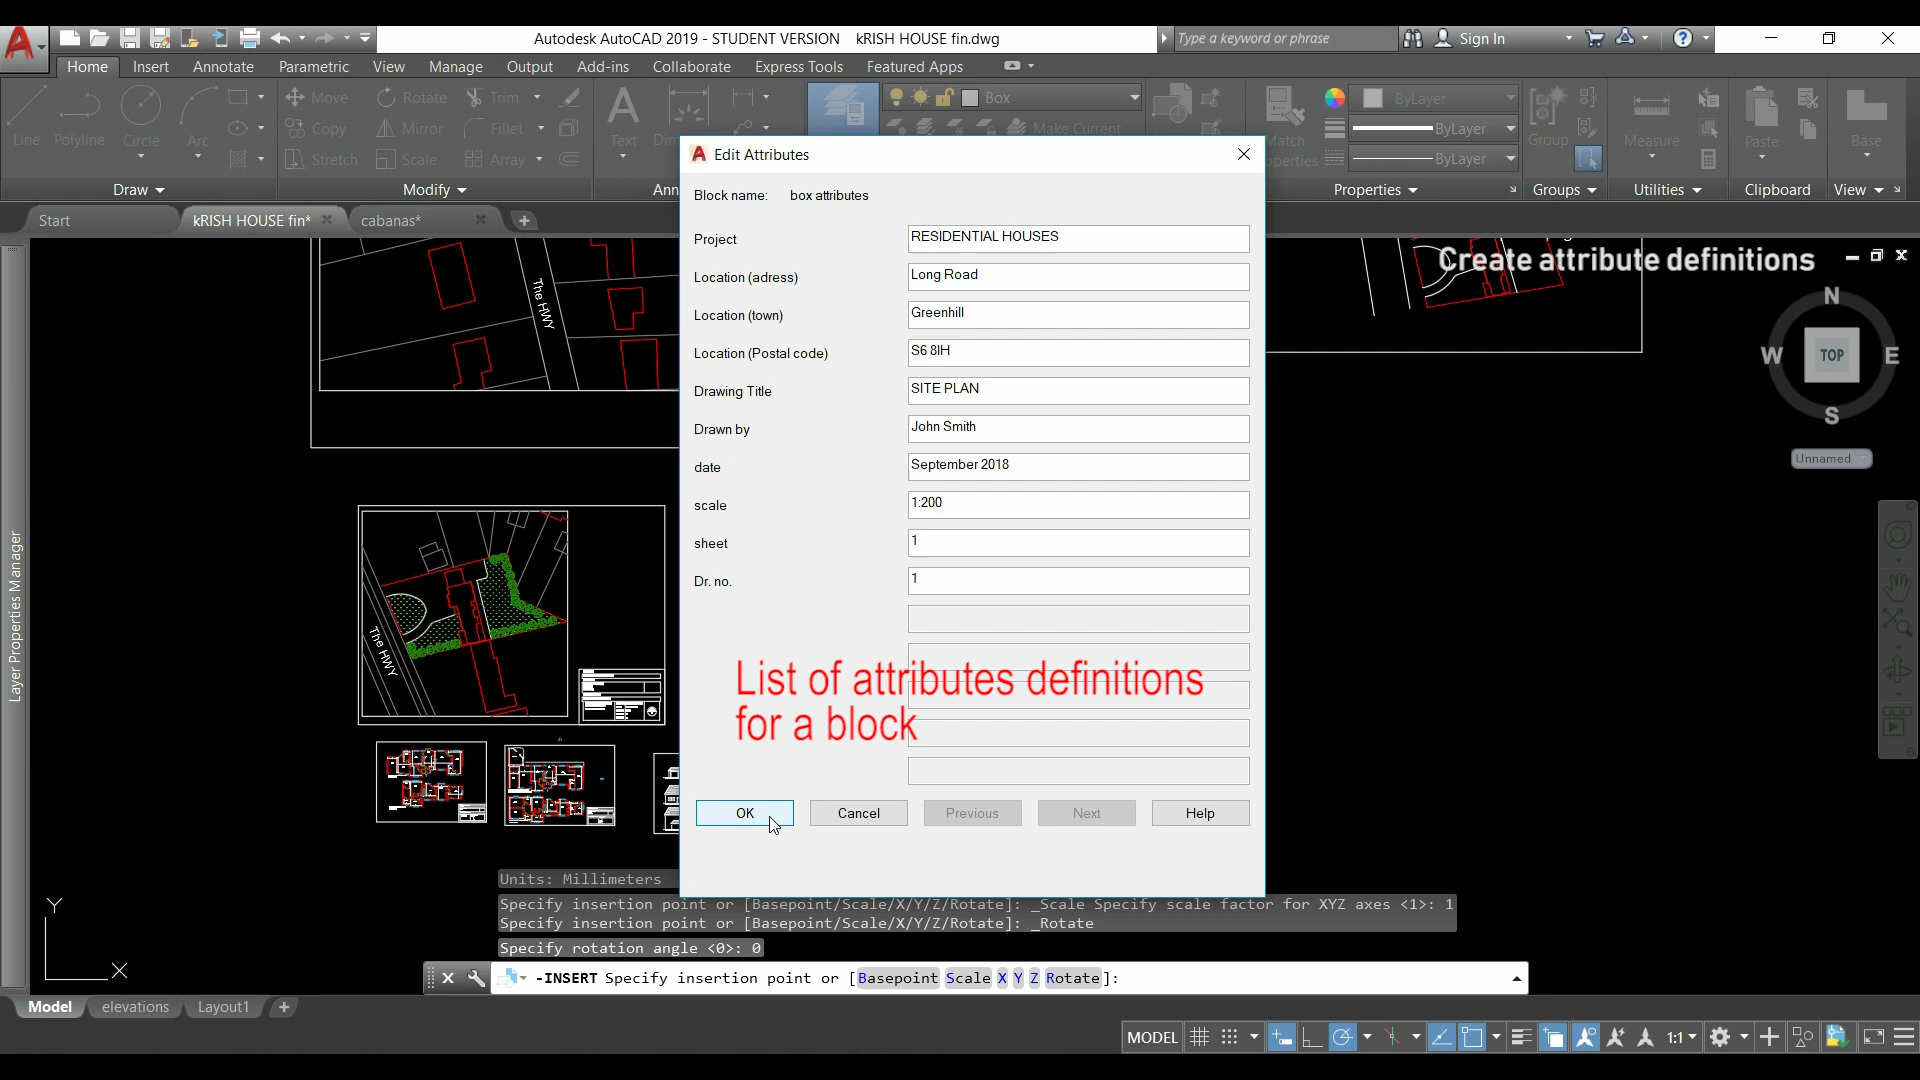 Autodesk AutoCAD 2019 - STUDENT VERSION kRISH HOUSE fin.dwg
Type a keyword or phrase
Sign In
Home Insert Annotate Parametric View Manage Output Add-ins Collaborate Express Tools Featured Apps
Line Polyline Circle Arc
Move Rotate Trim
Copy Mirror Fillet
Stretch Scale Array
Text
Box
Make Current
ByLayer
ByLayer
ByLayer
Group Measure Paste Base
Draw Modify Properties Groups Utilities Clipboard View
Start kRISH HOUSE fin* cabanas*
Create attribute definitions
Edit Attributes
Block name: box attributes
Project RESIDENTIAL HOUSES
Location (adress) Long Road
Location (town) Greenhill
Location (Postal code) S6 8IH
Drawing Title SITE PLAN
Drawn by John Smith
date September 2018
scale 1:200
sheet 1
Dr. no. 1
List of attributes definitions
for a block
OK Cancel Previous Next Help
The HWY
The HWY
N
W TOP E
S
Unnamed
Layer Properties Manager
Y
X
Units: Millimeters
Specify insertion point or [Basepoint/Scale/X/Y/Z/Rotate]: _Scale Specify scale factor for XYZ axes <1>: 1
Specify insertion point or [Basepoint/Scale/X/Y/Z/Rotate]: _Rotate
Specify rotation angle <0>: 0
-INSERT Specify insertion point or [Basepoint Scale X Y Z Rotate]:
Model elevations Layout1
MODEL 1:1